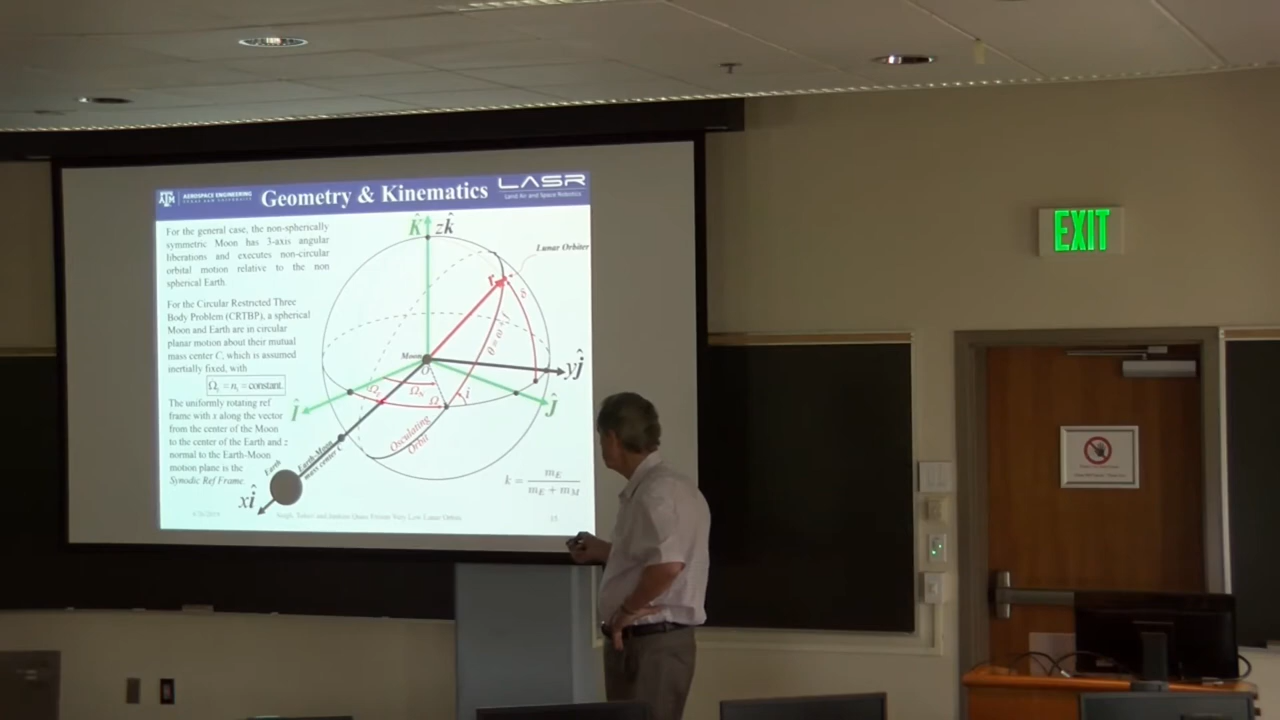 AEROSPACE ENGINEERING
Geometry & Kinematics
LASR
Land Air and Space Robotics
For the general case, the non-spherically
symmetric Moon has 3-axis angular
liberations and executes non-circular
orbital motion relative to the non
spherical Earth.
For the Circular Restricted Three
Body Problem (CRTBP), a spherical
Moon and Earth are in circular
planar motion about their mutual
mass center C, which is assumed
inertially fixed, with
= constant.
The uniformly rotating ref
frame with x along the vector
from the center of the Moon
to the center of the Earth and z
normal to the Earth-Moon
motion plane is the
Synodic Ref Frame.
K̂ zk̂
Lunar Orbiter
r
δ
θ = ω + f
Moon
O
yĵ
Ω
i
Î
Ĵ
Osculating
Orbit
Earth-Moon
mass center C
Earth
xî
k = m_E / (m_E + m_M)
15
EXIT